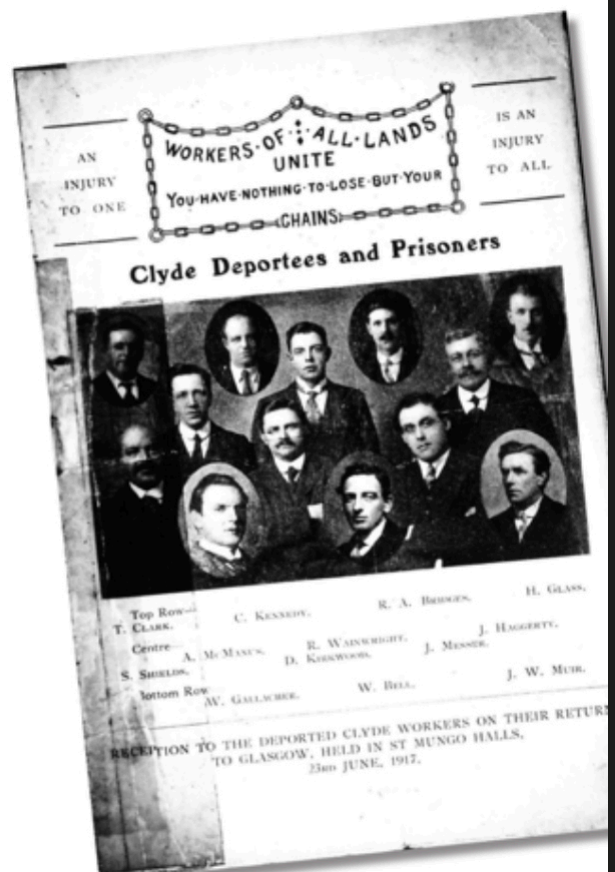 AN
INJURY
TO ONE
WORKERS·OF·ALL·LANDS
UNITE
YOU·HAVE·NOTHING·TO·LOSE·BUT·YOUR
CHAINS
IS AN
INJURY
TO ALL
Clyde Deportees and Prisoners
Top Row—
T. CLARK. C. KENNEDY. R. A. BRIDGES. H. GLASS.
Centre—
A. MCMANUS. R. WAINWRIGHT. J. HAGGERTY.
S. SHIELDS. D. KIRKWOOD. J. MESSER.
Bottom Row
W. GALLACHER. W. BELL. J. W. MUIR.
RECEPTION TO THE DEPORTED CLYDE WORKERS ON THEIR RETURN
TO GLASGOW, HELD IN ST MUNGO HALLS,
23RD JUNE, 1917.